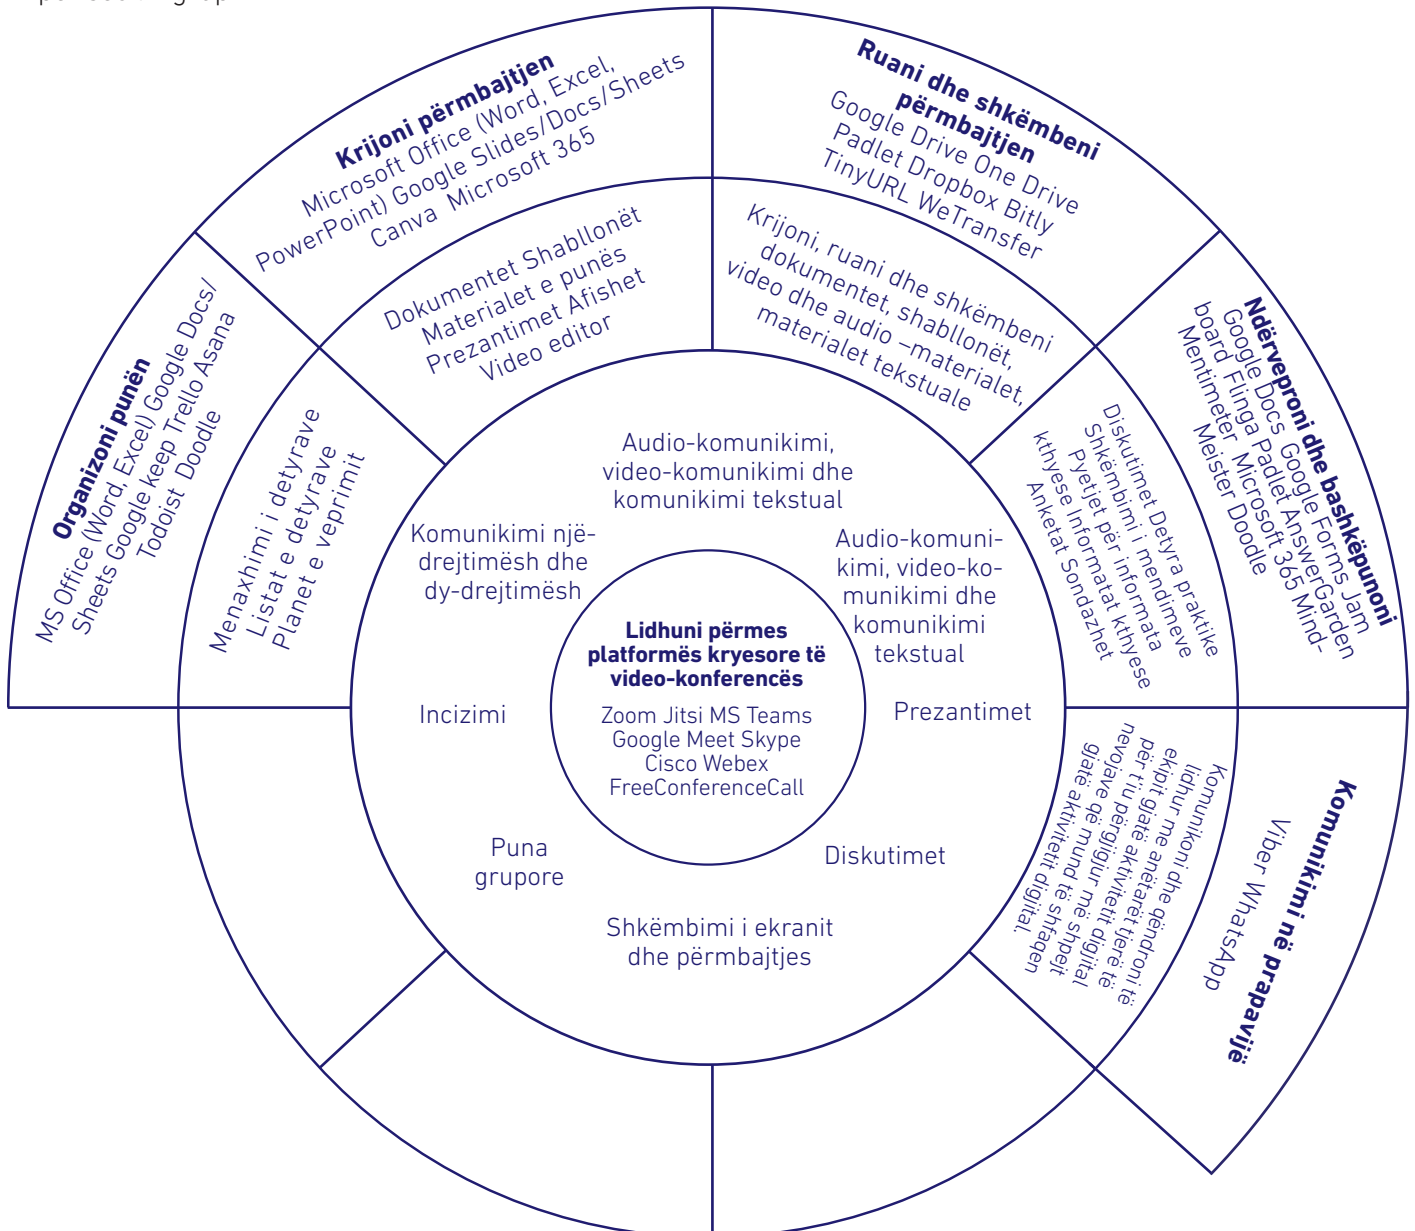 Organizoni punën
MS Office (Word, Excel) Google Docs/
Sheets Google keep Trello Asana
Todoist Doodle
Menaxhimi i detyrave
Listat e detyrave
Planet e veprimit
Krijoni përmbajtjen
Microsoft Office (Word, Excel,
PowerPoint) Google Slides/Docs/Sheets
Canva Microsoft 365
Dokumentet Shabllonët
Materialet e punës
Prezantimet Afishet
Video editor
Ruani dhe shkëmbeni
përmbajtjen
Google Drive One Drive
Padlet Dropbox Bitly
TinyURL WeTransfer
Krijoni, ruani dhe shkëmbeni
dokumentet, shabllonët,
video dhe audio –materialet,
materialet tekstuale
Ndërveproni dhe bashkëpunoni
Google Docs Google Forms Jam
board Flinga Padlet AnswerGarden
Mentimeter Microsoft 365 Mind-
Meister Doodle
Diskutimet Detyra praktike
Shkëmbimi i mendimeve
Pyetjet për informata
kthyese Informatat kthyese
Anketat Sondazhet
Komunikimi në prapavijë
Viber WhatsApp
Komunikoni dhe qëndroni të
lidhur me anëtarët tjerë të
ekipit gjatë aktivitetit digjital
për t'iu përgjigjur më shpejt
nevojave që mund të shfaqen
gjatë aktivitetit digjital.
Audio-komunikimi,
video-komunikimi dhe
komunikimi tekstual
Komunikimi një-
drejtimësh dhe
dy-drejtimësh
Audio-komuni-
kimi, video-ko-
munikimi dhe
komunikimi
tekstual
Lidhuni përmes
platformës kryesore të
video-konferencës
Zoom Jitsi MS Teams
Google Meet Skype
Cisco Webex
FreeConferenceCall
Incizimi
Prezantimet
Puna
grupore
Diskutimet
Shkëmbimi i ekranit
dhe përmbajtjes